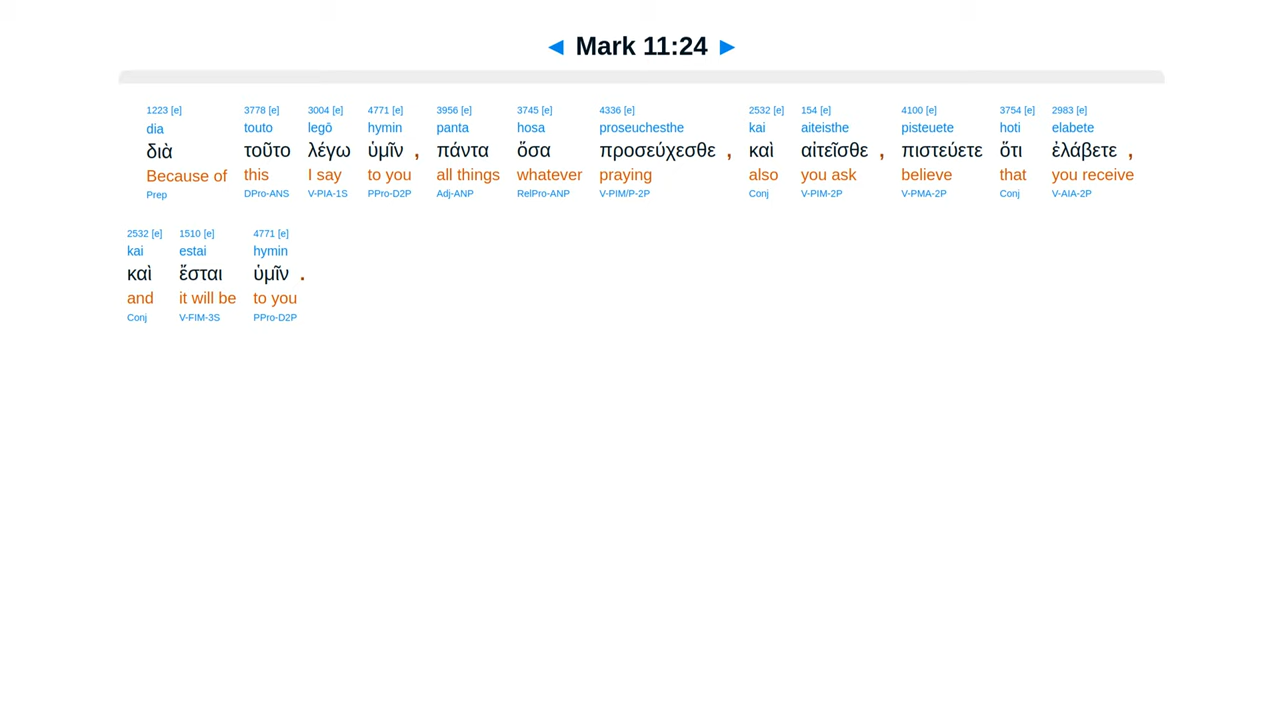 ◄ Mark 11:24 ►
1223 [e] 3778 [e] 3004 [e] 4771 [e] 3956 [e] 3745 [e] 4336 [e] 2532 [e] 154 [e] 4100 [e] 3754 [e] 2983 [e]
dia touto legō hymin panta hosa proseuchesthe kai aiteisthe pisteuete hoti elabete
διὰ τοῦτο λέγω ὑμῖν , πάντα ὅσα προσεύχεσθε , καὶ αἰτεῖσθε , πιστεύετε ὅτι ἐλάβετε ,
Because of this I say to you all things whatever praying also you ask believe that you receive
Prep DPro-ANS V-PIA-1S PPro-D2P Adj-ANP RelPro-ANP V-PIM/P-2P Conj V-PIM-2P V-PMA-2P Conj V-AIA-2P
2532 [e] 1510 [e] 4771 [e]
kai estai hymin
καὶ ἔσται ὑμῖν .
and it will be to you
Conj V-FIM-3S PPro-D2P